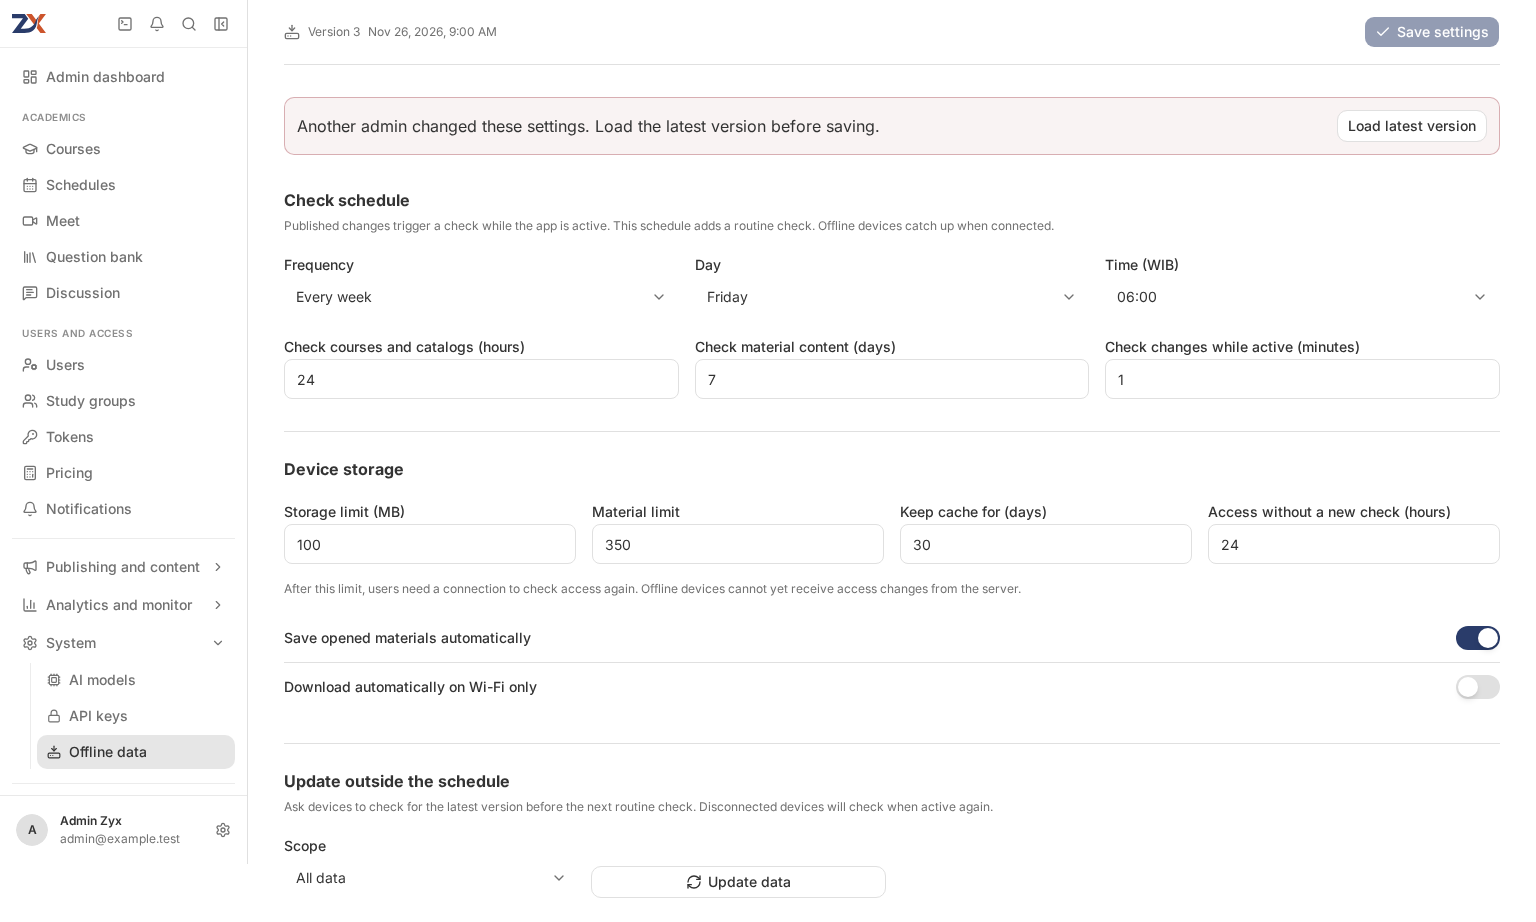 ZX
Version 3 Nov 26, 2026, 9:00 AM
Save settings
Admin dashboard
ACADEMICS
Courses
Schedules
Meet
Question bank
Discussion
USERS AND ACCESS
Users
Study groups
Tokens
Pricing
Notifications
Publishing and content
Analytics and monitor
System
AI models
API keys
Offline data
A
Admin Zyx
admin@example.test
Another admin changed these settings. Load the latest version before saving.
Load latest version
Check schedule
Published changes trigger a check while the app is active. This schedule adds a routine check. Offline devices catch up when connected.
Frequency
Every week
Day
Friday
Time (WIB)
06:00
Check courses and catalogs (hours)
24
Check material content (days)
7
Check changes while active (minutes)
1
Device storage
Storage limit (MB)
100
Material limit
350
Keep cache for (days)
30
Access without a new check (hours)
24
After this limit, users need a connection to check access again. Offline devices cannot yet receive access changes from the server.
Save opened materials automatically
Download automatically on Wi-Fi only
Update outside the schedule
Ask devices to check for the latest version before the next routine check. Disconnected devices will check when active again.
Scope
All data
Update data